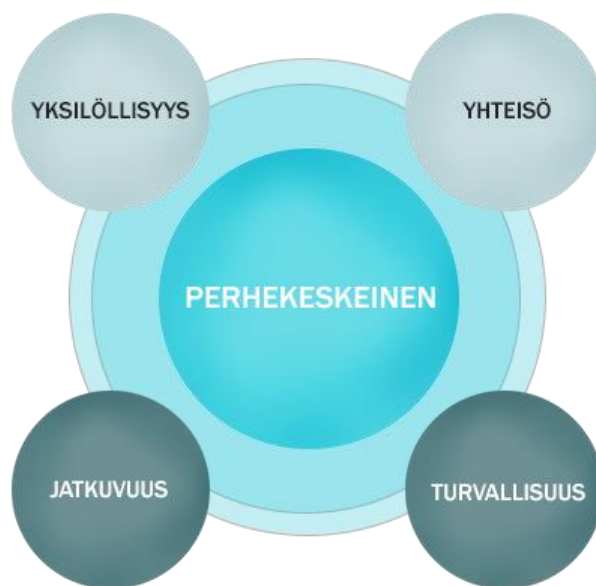 YKSILÖLLISYYS
YHTEISÖ
PERHEKESKEINEN
JATKUVUUS
TURVALLISUUS